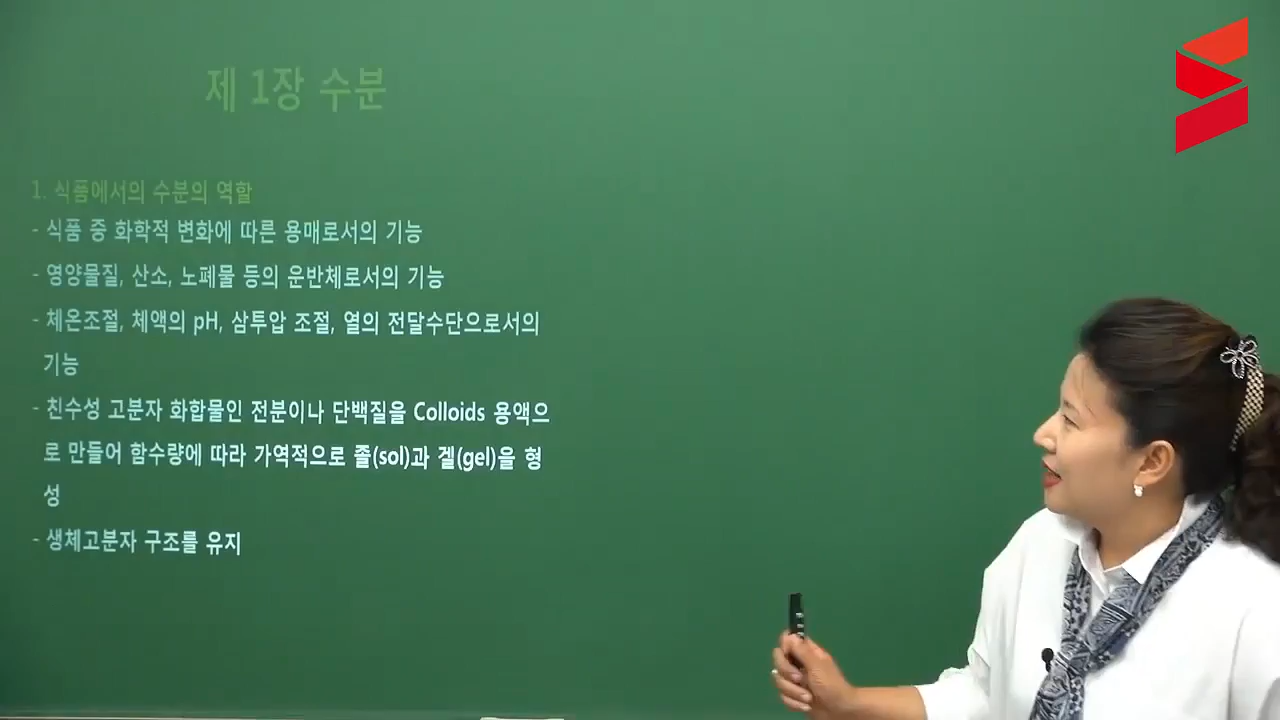 제 1장 수분
1. 식품에서의 수분의 역할
- 식품 중 화학적 변화에 따른 용매로서의 기능
- 영양물질, 산소, 노폐물 등의 운반체로서의 기능
- 체온조절, 체액의 pH, 삼투압 조절, 열의 전달수단으로서의
기능
- 친수성 고분자 화합물인 전분이나 단백질을 Colloids 용액으
로 만들어 함수량에 따라 가역적으로 졸(sol)과 겔(gel)을 형
성
- 생체고분자 구조를 유지